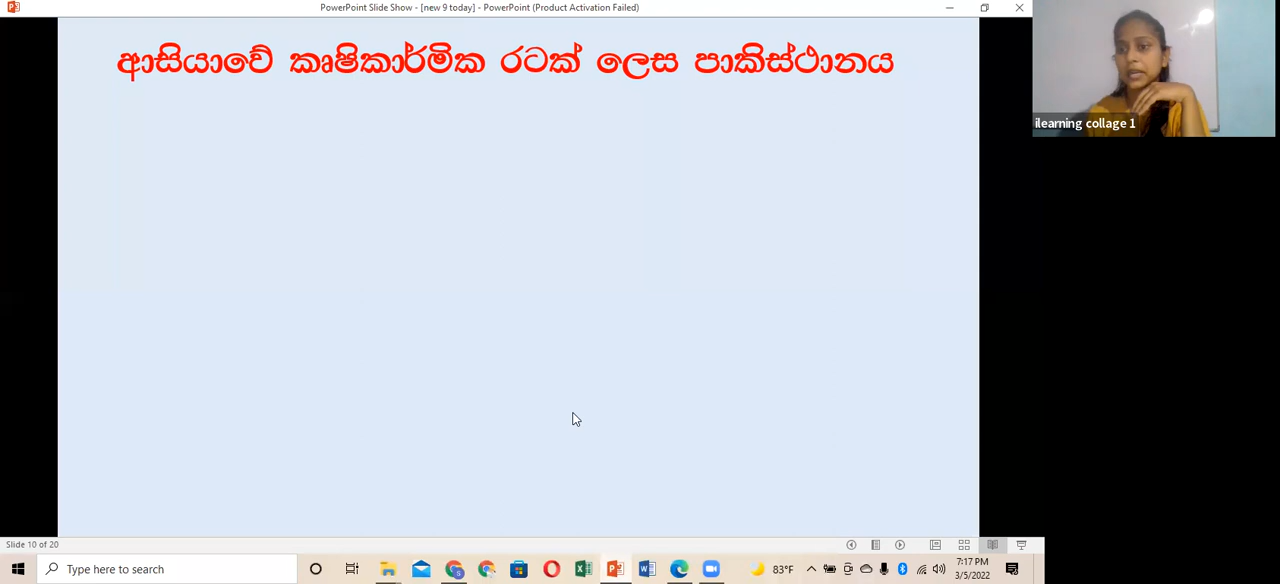 PowerPoint Slide Show - [new 9 today] - PowerPoint (Product Activation Failed)
ආසියාවේ කෘෂිකාර්මික රටක් ලෙස පාකිස්ථානය
ilearning collage 1
Slide 10 of 20
Type here to search
83°F
7:17 PM
3/5/2022